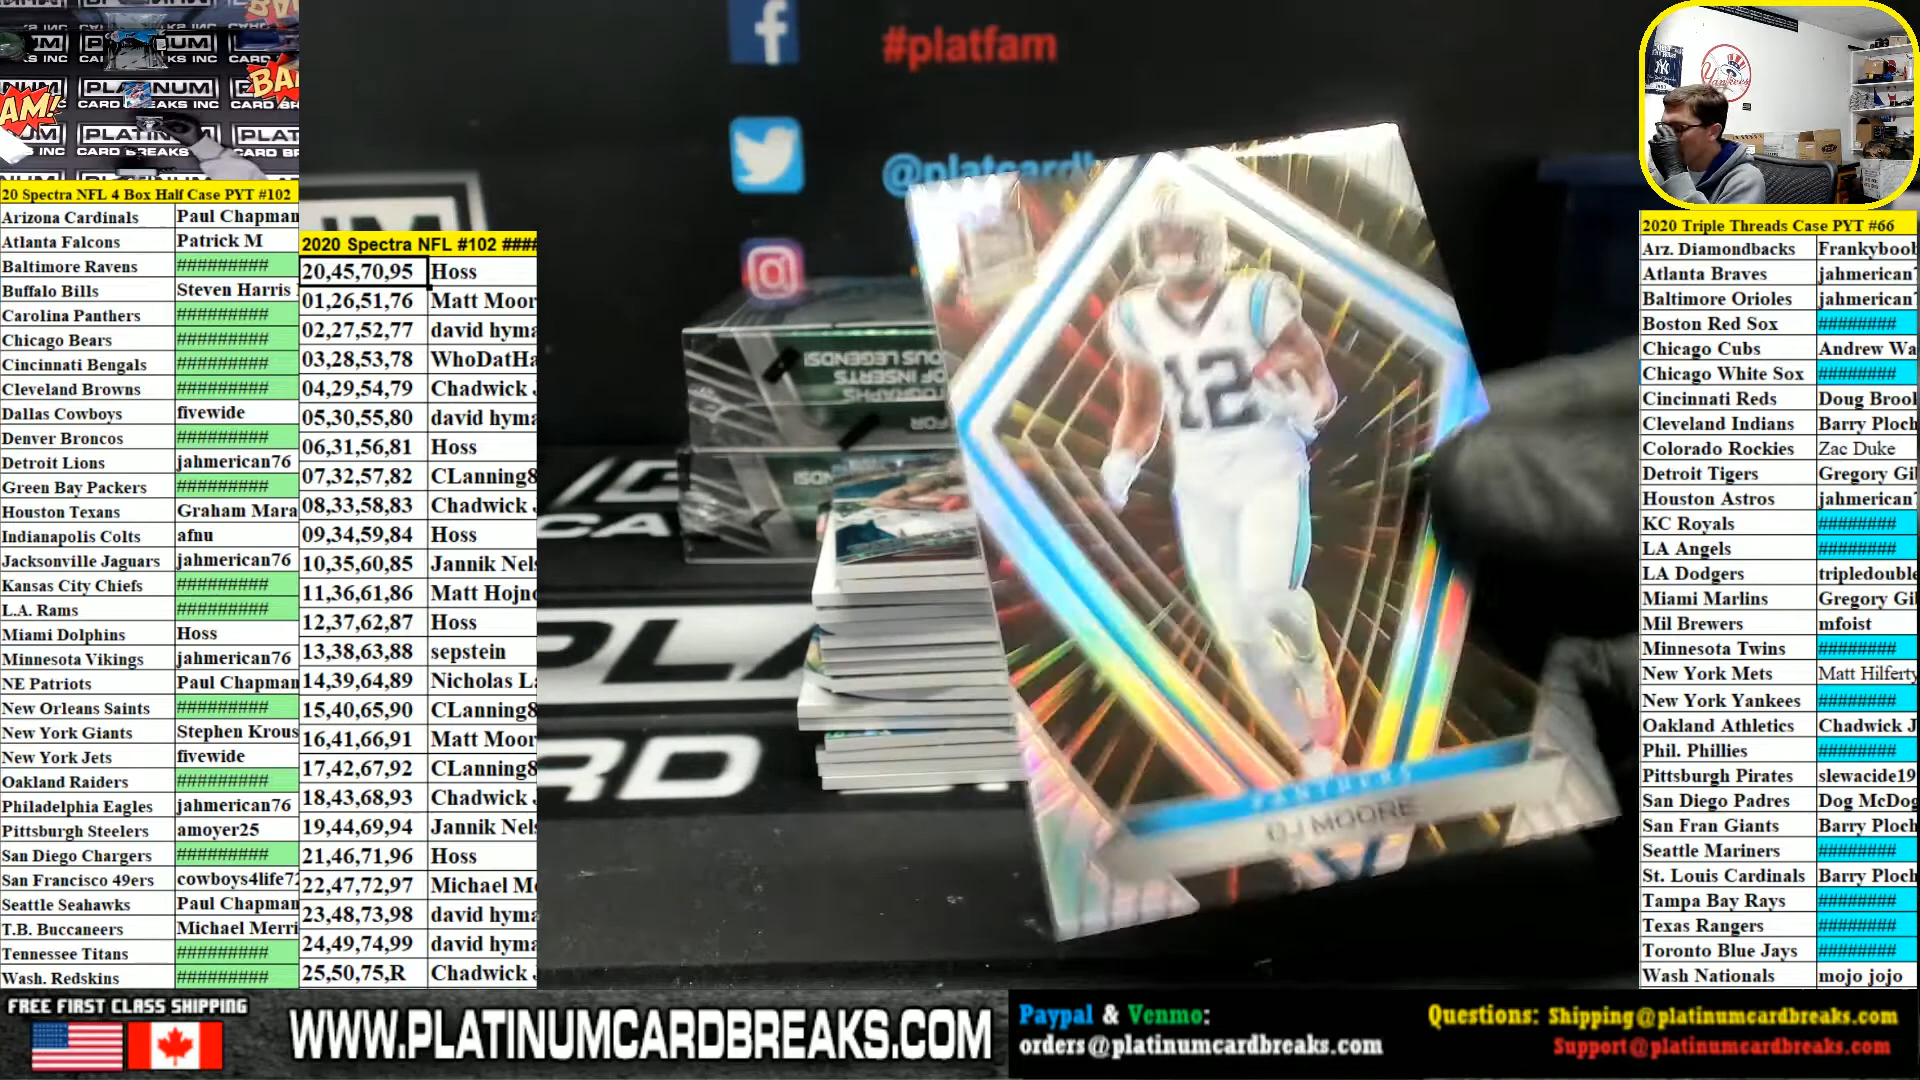 #platfam
@platcardb
20 Spectra NFL 4 Box Half Case PYT #102
Arizona Cardinals Paul Chapman
Atlanta Falcons Patrick M
Baltimore Ravens #########
Buffalo Bills Steven Harris
Carolina Panthers #########
Chicago Bears #########
Cincinnati Bengals #########
Cleveland Browns #########
Dallas Cowboys fivewide
Denver Broncos #########
Detroit Lions jahmerican76
Green Bay Packers #########
Houston Texans Graham Mara
Indianapolis Colts afnu
Jacksonville Jaguars jahmerican76
Kansas City Chiefs #########
L.A. Rams #########
Miami Dolphins Hoss
Minnesota Vikings jahmerican76
NE Patriots Paul Chapman
New Orleans Saints #########
New York Giants Stephen Krous
New York Jets fivewide
Oakland Raiders #########
Philadelphia Eagles jahmerican76
Pittsburgh Steelers amoyer25
San Diego Chargers #########
San Francisco 49ers cowboys4life72
Seattle Seahawks Paul Chapman
T.B. Buccaneers Michael Merri
Tennessee Titans #########
Wash. Redskins #########
2020 Spectra NFL #102 ####
20,45,70,95 Hoss
01,26,51,76 Matt Moor
02,27,52,77 david hyma
03,28,53,78 WhoDatHa
04,29,54,79 Chadwick J
05,30,55,80 david hyma
06,31,56,81 Hoss
07,32,57,82 CLanning8
08,33,58,83 Chadwick J
09,34,59,84 Hoss
10,35,60,85 Jannik Nels
11,36,61,86 Matt Hojno
12,37,62,87 Hoss
13,38,63,88 sepstein
14,39,64,89 Nicholas La
15,40,65,90 CLanning8
16,41,66,91 Matt Moor
17,42,67,92 CLanning8
18,43,68,93 Chadwick J
19,44,69,94 Jannik Nels
21,46,71,96 Hoss
22,47,72,97 Michael Me
23,48,73,98 david hyma
24,49,74,99 david hyma
25,50,75,R Chadwick J
12
PANTHERS
DJ MOORE
Yankees
2020 Triple Threads Case PYT #66
Arz. Diamondbacks Frankyboob
Atlanta Braves jahmerican7
Baltimore Orioles jahmerican7
Boston Red Sox ########
Chicago Cubs Andrew Wa
Chicago White Sox ########
Cincinnati Reds Doug Brool
Cleveland Indians Barry Ploch
Colorado Rockies Zac Duke
Detroit Tigers Gregory Gil
Houston Astros jahmerican7
KC Royals ########
LA Angels ########
LA Dodgers tripledouble
Miami Marlins Gregory Gil
Mil Brewers mfoist
Minnesota Twins ########
New York Mets Matt Hilferty
New York Yankees ########
Oakland Athletics Chadwick J
Phil. Phillies ########
Pittsburgh Pirates slewacide19
San Diego Padres Dog McDog
San Fran Giants Barry Ploch
Seattle Mariners ########
St. Louis Cardinals Barry Ploch
Tampa Bay Rays ########
Texas Rangers ########
Toronto Blue Jays ########
Wash Nationals mojo jojo
FREE FIRST CLASS SHIPPING
WWW.PLATINUMCARDBREAKS.COM
Paypal & Venmo:
orders@platinumcardbreaks.com
Questions: Shipping@platinumcardbreaks.com
Support@platinumcardbreaks.com